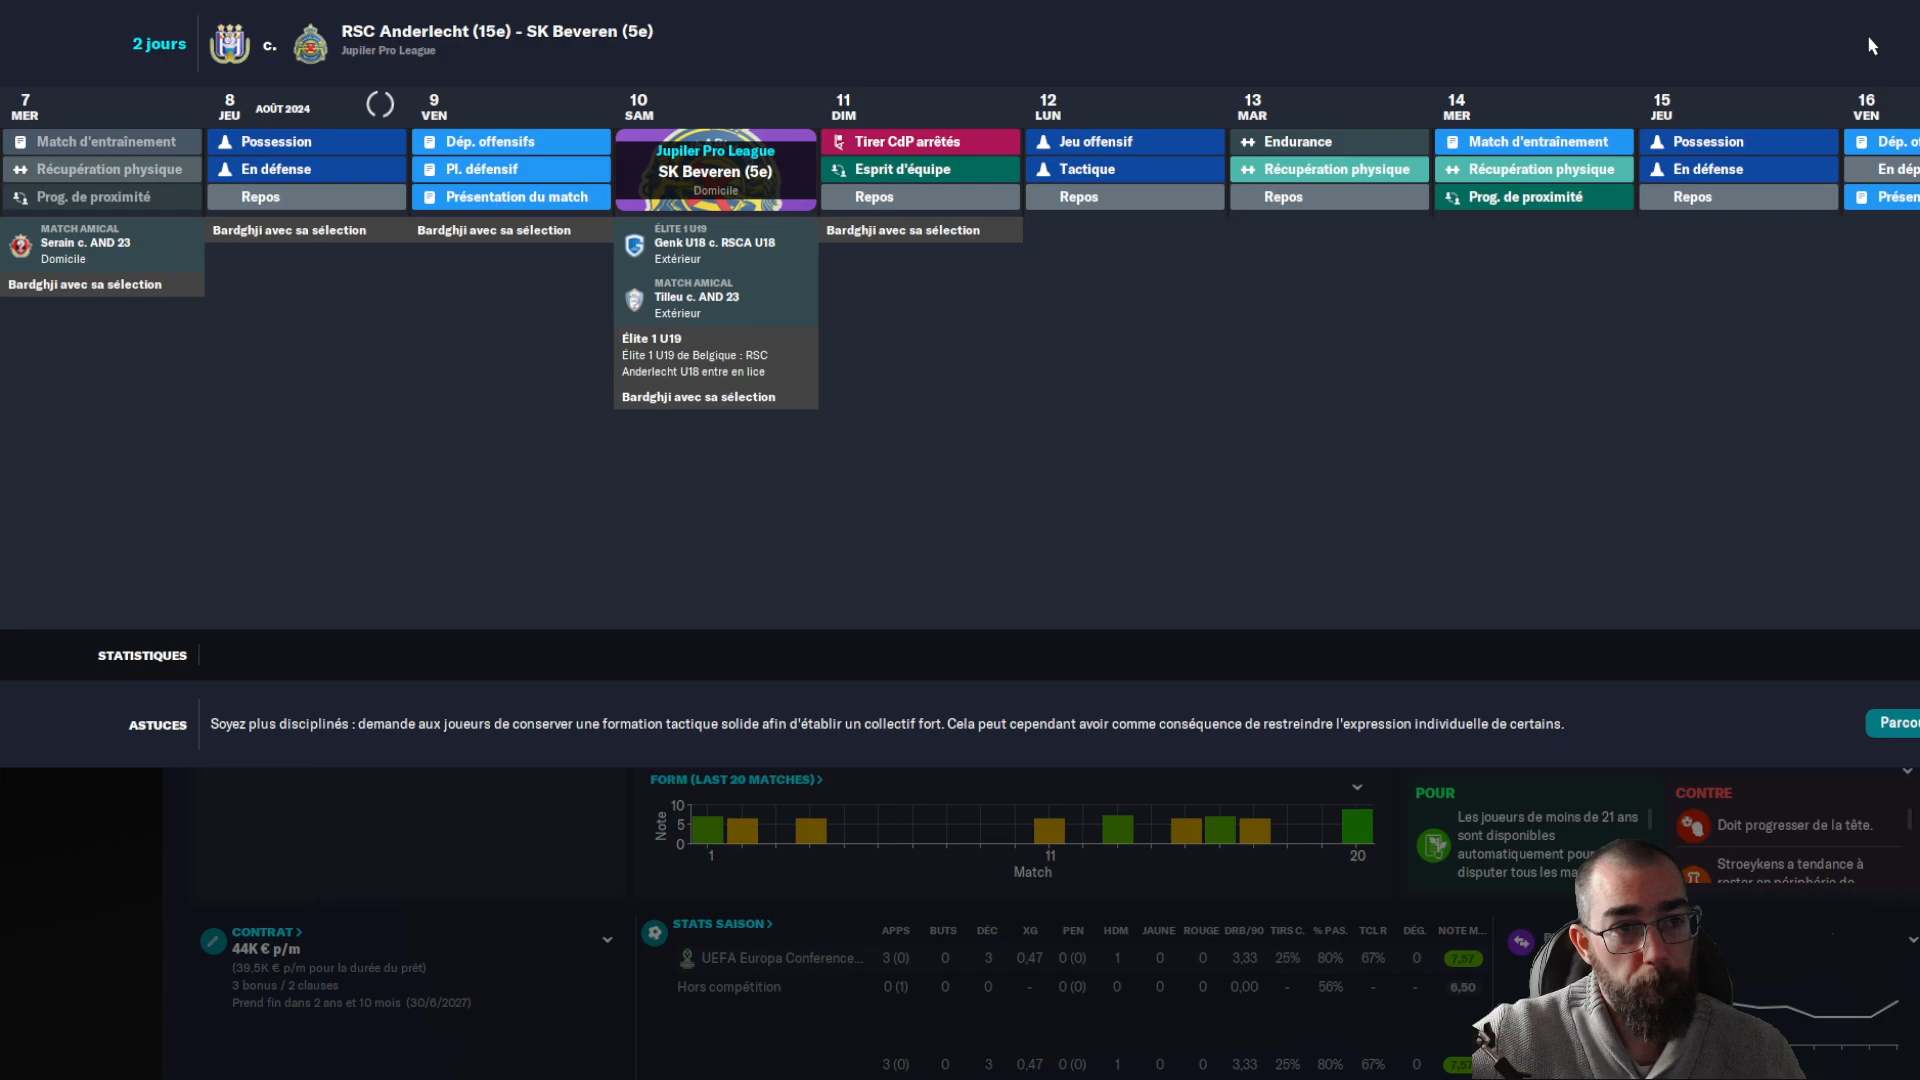 2 jours
c.
RSC Anderlecht (15e) - SK Beveren (5e)
Jupiler Pro League
7
MER
8
JEU
AOÛT 2024
9
VEN
10
SAM
11
DIM
12
LUN
13
MAR
14
MER
15
JEU
16
VEN
Match d'entraînement
Récupération physique
Prog. de proximité
Possession
En défense
Repos
Dép. offensifs
Pl. défensif
Présentation du match
Jupiler Pro League
SK Beveren (5e)
Domicile
Tirer CdP arrêtés
Esprit d'équipe
Repos
Jeu offensif
Tactique
Repos
Endurance
Récupération physique
Repos
Match d'entraînement
Récupération physique
Prog. de proximité
Possession
En défense
Repos
Dép. o
En dép
Présen
MATCH AMICAL
Serain c. AND 23
Domicile
Bardghji avec sa sélection
Bardghji avec sa sélection
Bardghji avec sa sélection
ÉLITE 1 U19
Genk U18 c. RSCA U18
Extérieur
MATCH AMICAL
Tilleu c. AND 23
Extérieur
Élite 1 U19
Élite 1 U19 de Belgique : RSC
Anderlecht U18 entre en lice
Bardghji avec sa sélection
Bardghji avec sa sélection
STATISTIQUES
ASTUCES
Soyez plus disciplinés : demande aux joueurs de conserver une formation tactique solide afin d'établir un collectif fort. Cela peut cependant avoir comme conséquence de restreindre l'expression individuelle de certains.
Parcou
FORM (LAST 20 MATCHES)
Note
10
5
0
1
11
20
Match
POUR
Les joueurs de moins de 21 ans
sont disponibles
automatiquement pour
disputer tous les ma
CONTRE
Doit progresser de la tête.
Stroeykens a tendance à
rester en périphérie de
CONTRAT
44K € p/m
(39,5K € p/m pour la durée du prêt)
3 bonus / 2 clauses
Prend fin dans 2 ans et 10 mois (30/6/2027)
STATS SAISON
APPS BUTS DÉC XG PEN HDM JAUNE ROUGE DRB/90 TIRS C. % PAS. TCL R DÉG. NOTE M...
UEFA Europa Conference... 3 (0) 0 3 0,47 0 (0) 1 0 0 3,33 25% 80% 67% 0 7,57
Hors compétition 0 (1) 0 0 - 0 (0) 0 0 0 0,00 - 56% - - 6,50
3 (0) 0 3 0,47 0 (0) 1 0 0 3,33 25% 80% 67% 0 7,57